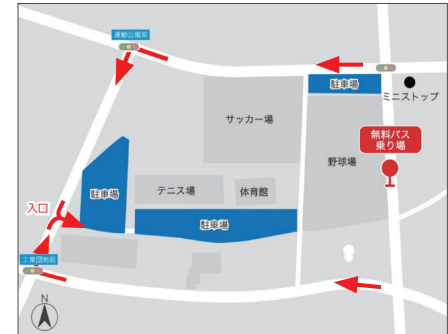 運動公園前
駐車場
ミニストップ
サッカー場
無料バス
乗り場
野球場
駐車場
テニス場
体育館
入口
駐車場
工業団地前
N